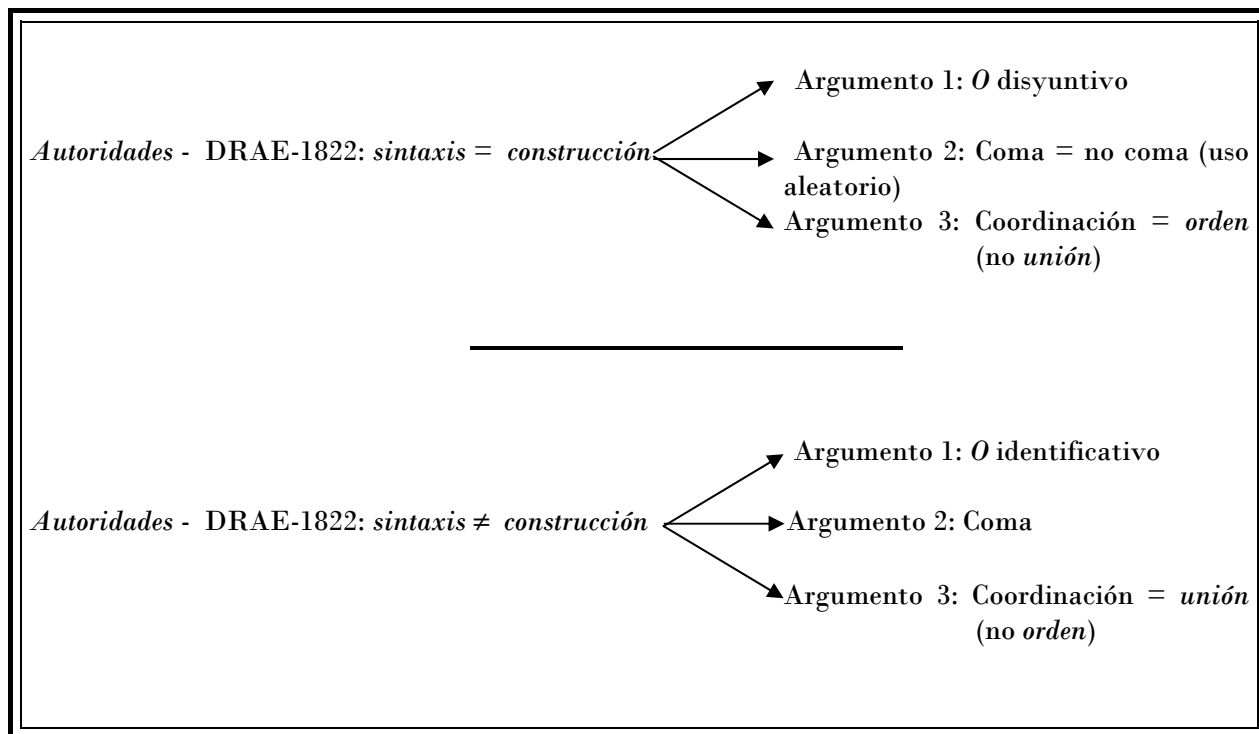 Argumento 1: O disyuntivo
Autoridades - DRAE-1822: sintaxis = construcción
Argumento 2: Coma = no coma (uso
aleatorio)
Argumento 3: Coordinación = orden
(no unión)
Argumento 1: O identificativo
Autoridades - DRAE-1822: sintaxis ≠ construcción
Argumento 2: Coma
Argumento 3: Coordinación = unión
(no orden)